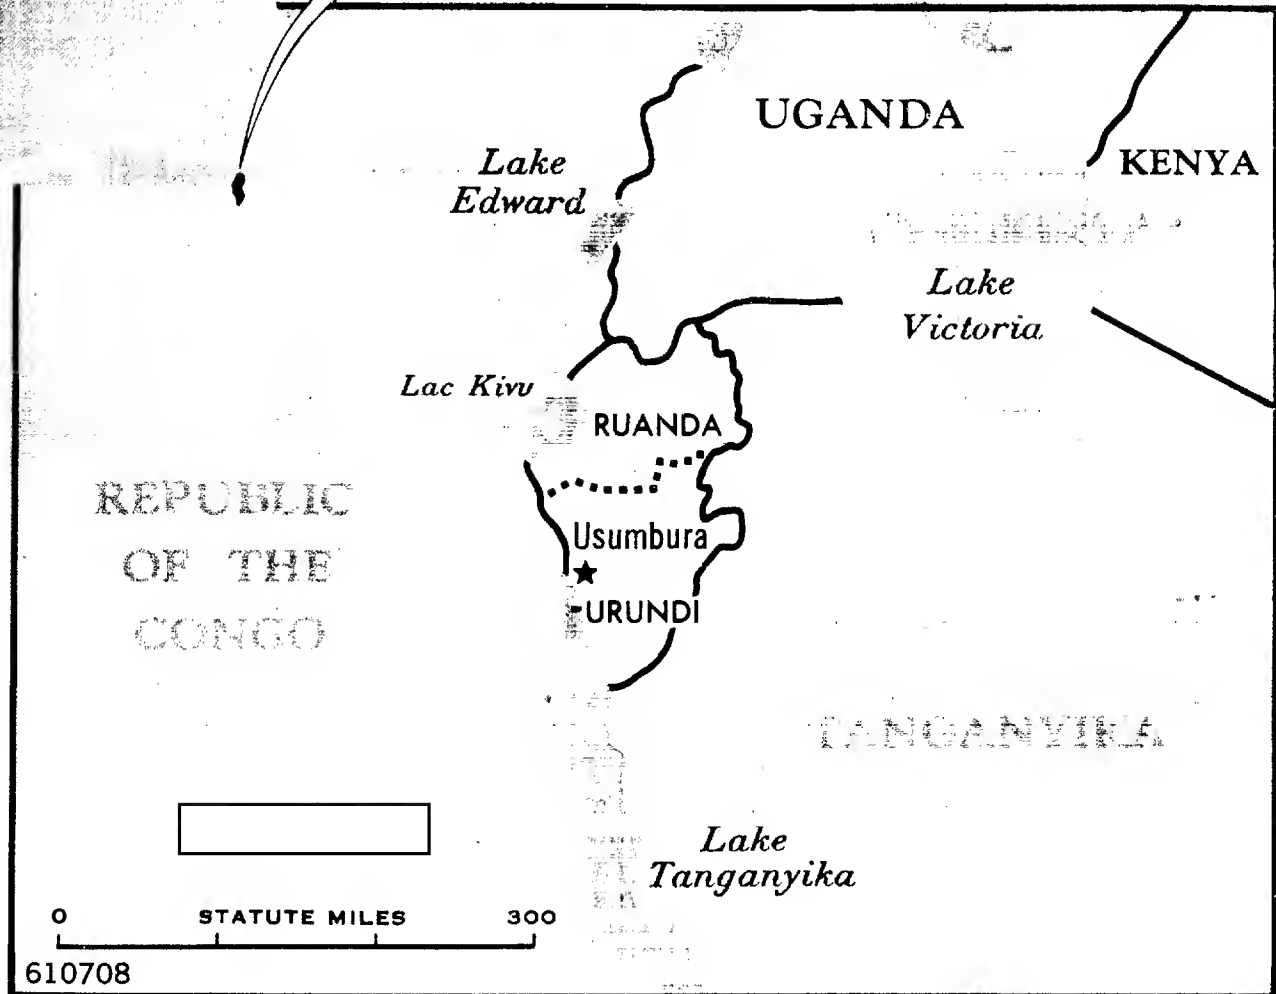 UGANDA
KENYA
Lake
Edward
Lake
Victoria
Lac Kivu
RUANDA
REPUBLIC
OF THE
CONGO
Usumbura
URUNDI
TANGANYIKA
Lake
Tanganyika
0 STATUTE MILES 300
610708